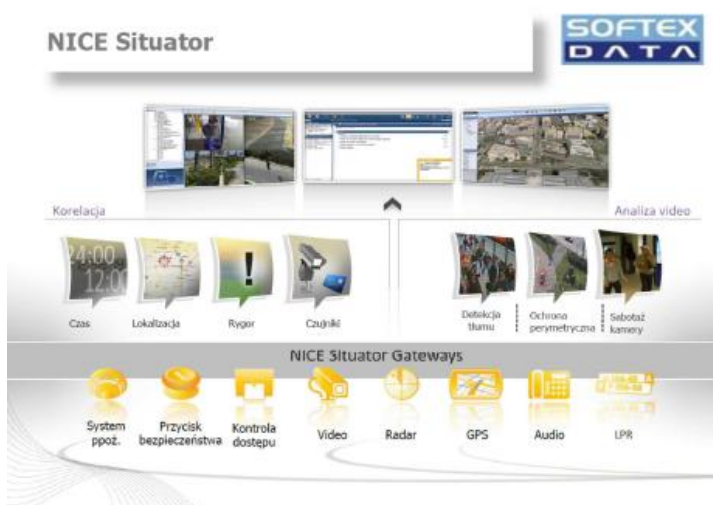 NICE Situator
SOFTEX
DATA
Korelacja
Analiza video
24:00
12:00
Czas
Lokalizacja
Rygor
Czujniki
Detekcja
tłumu
Ochrona
perymetryczna
Sabotaż
kamery
NICE Situator Gateways
System
ppoż.
Przycisk
bezpieczeństwa
Kontrola
dostępu
Video
Radar
GPS
Audio
LPR